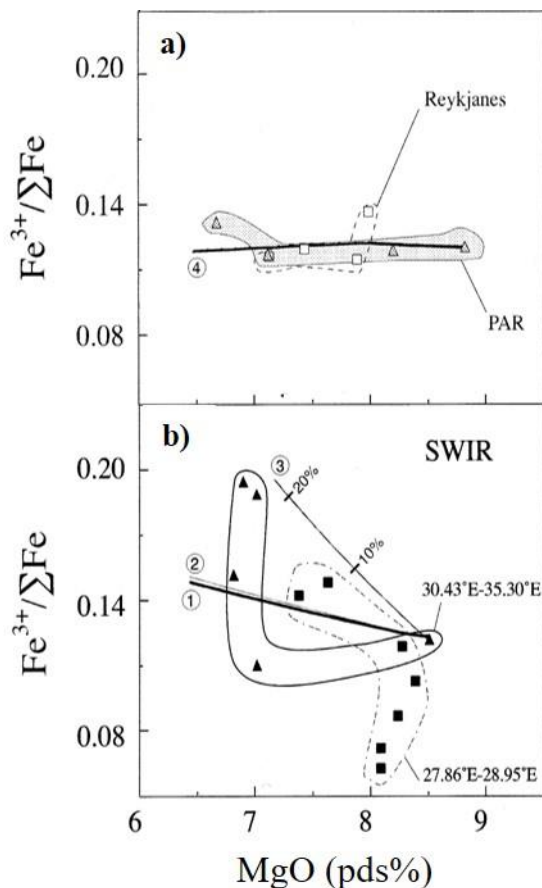 a)
0.20
Reykjanes
Fe³⁺/∑Fe
0.14
④
PAR
0.08
b)
③
SWIR
0.20
20%
10%
②
①
30.43°E-35.30°E
Fe³⁺/∑Fe
0.14
0.08
27.86°E-28.95°E
6 7 8 9
MgO (pds%)